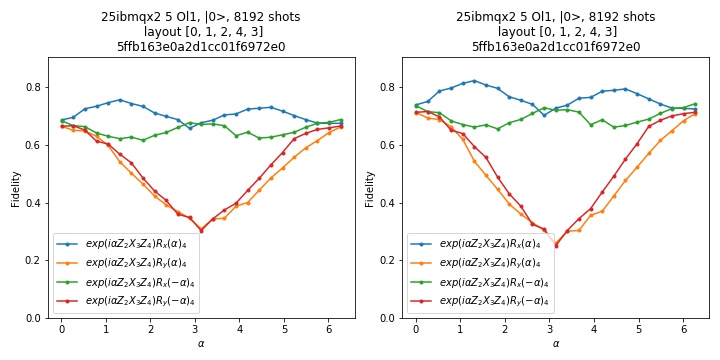 25ibmqx2 5 Ol1, |0>, 8192 shots
layout [0, 1, 2, 4, 3]
5ffb163e0a2d1cc01f6972e0
Fidelity
0.8
0.6
0.4
0.2
0.0
exp(iαZ₂X₃Z₄)Rₓ(α)₄
exp(iαZ₂X₃Z₄)Rᵧ(α)₄
exp(iαZ₂X₃Z₄)Rₓ(−α)₄
exp(iαZ₂X₃Z₄)Rᵧ(−α)₄
0 1 2 3 4 5 6
α
25ibmqx2 5 Ol1, |0>, 8192 shots
layout [0, 1, 2, 4, 3]
5ffb163e0a2d1cc01f6972e0
Fidelity
0.8
0.6
0.4
0.2
0.0
exp(iαZ₂X₃Z₄)Rₓ(α)₄
exp(iαZ₂X₃Z₄)Rᵧ(α)₄
exp(iαZ₂X₃Z₄)Rₓ(−α)₄
exp(iαZ₂X₃Z₄)Rᵧ(−α)₄
0 1 2 3 4 5 6
α